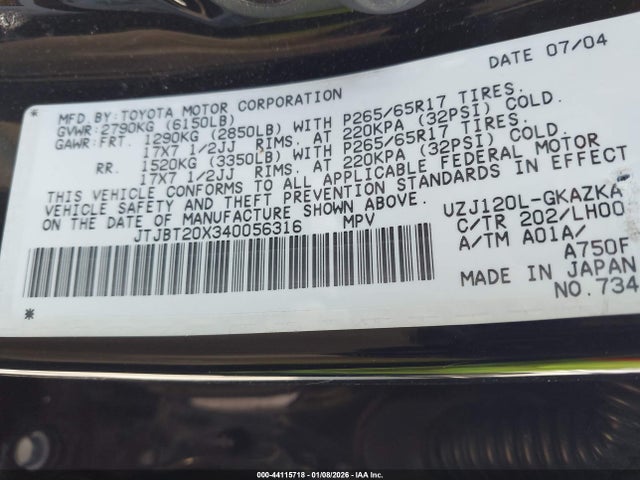 DATE 07/04
MFD.BY:TOYOTA MOTOR CORPORATION
GVWR:2790KG (6150LB)
GAWR:FRT. 1290KG (2850LB) WITH P265/65R17 TIRES,
17X7 1/2JJ RIMS, AT 220KPA (32PSI) COLD.
RR. 1520KG (3350LB) WITH P265/65R17 TIRES,
17X7 1/2JJ RIMS, AT 220KPA (32PSI) COLD.
THIS VEHICLE CONFORMS TO ALL APPLICABLE FEDERAL MOTOR
VEHICLE SAFETY AND THEFT PREVENTION STANDARDS IN EFFECT
ON THE DATE OF MANUFACTURE SHOWN ABOVE.
JTJBT20X340056316 MPV
UZJ120L-GKAZKA
C/TR 202/LH00
A/TM A01A/
A750F
MADE IN JAPAN
NO.734
000-44115718 - 01/08/2026 - IAA Inc.